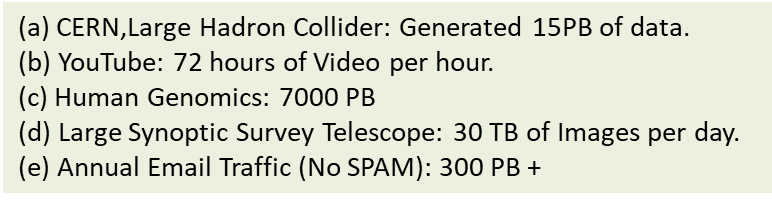 (a) CERN,Large Hadron Collider: Generated 15PB of data.
(b) YouTube: 72 hours of Video per hour.
(c) Human Genomics: 7000 PB
(d) Large Synoptic Survey Telescope: 30 TB of Images per day.
(e) Annual Email Traffic (No SPAM): 300 PB +